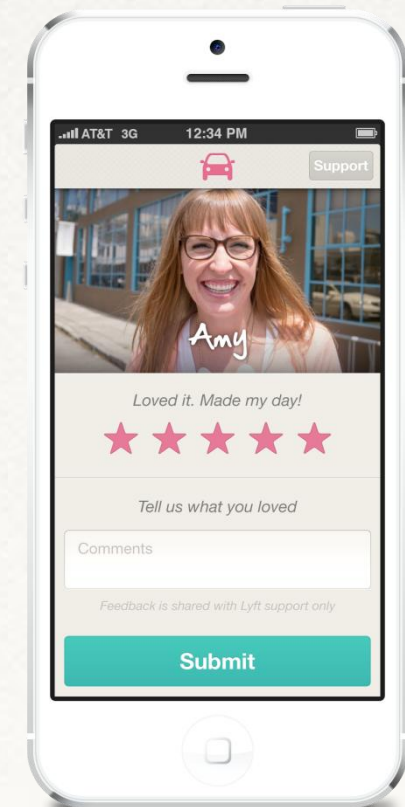 AT&T 3G 12:34 PM
Support
Amy
Loved it. Made my day!
Tell us what you loved
Comments
Feedback is shared with Lyft support only
Submit